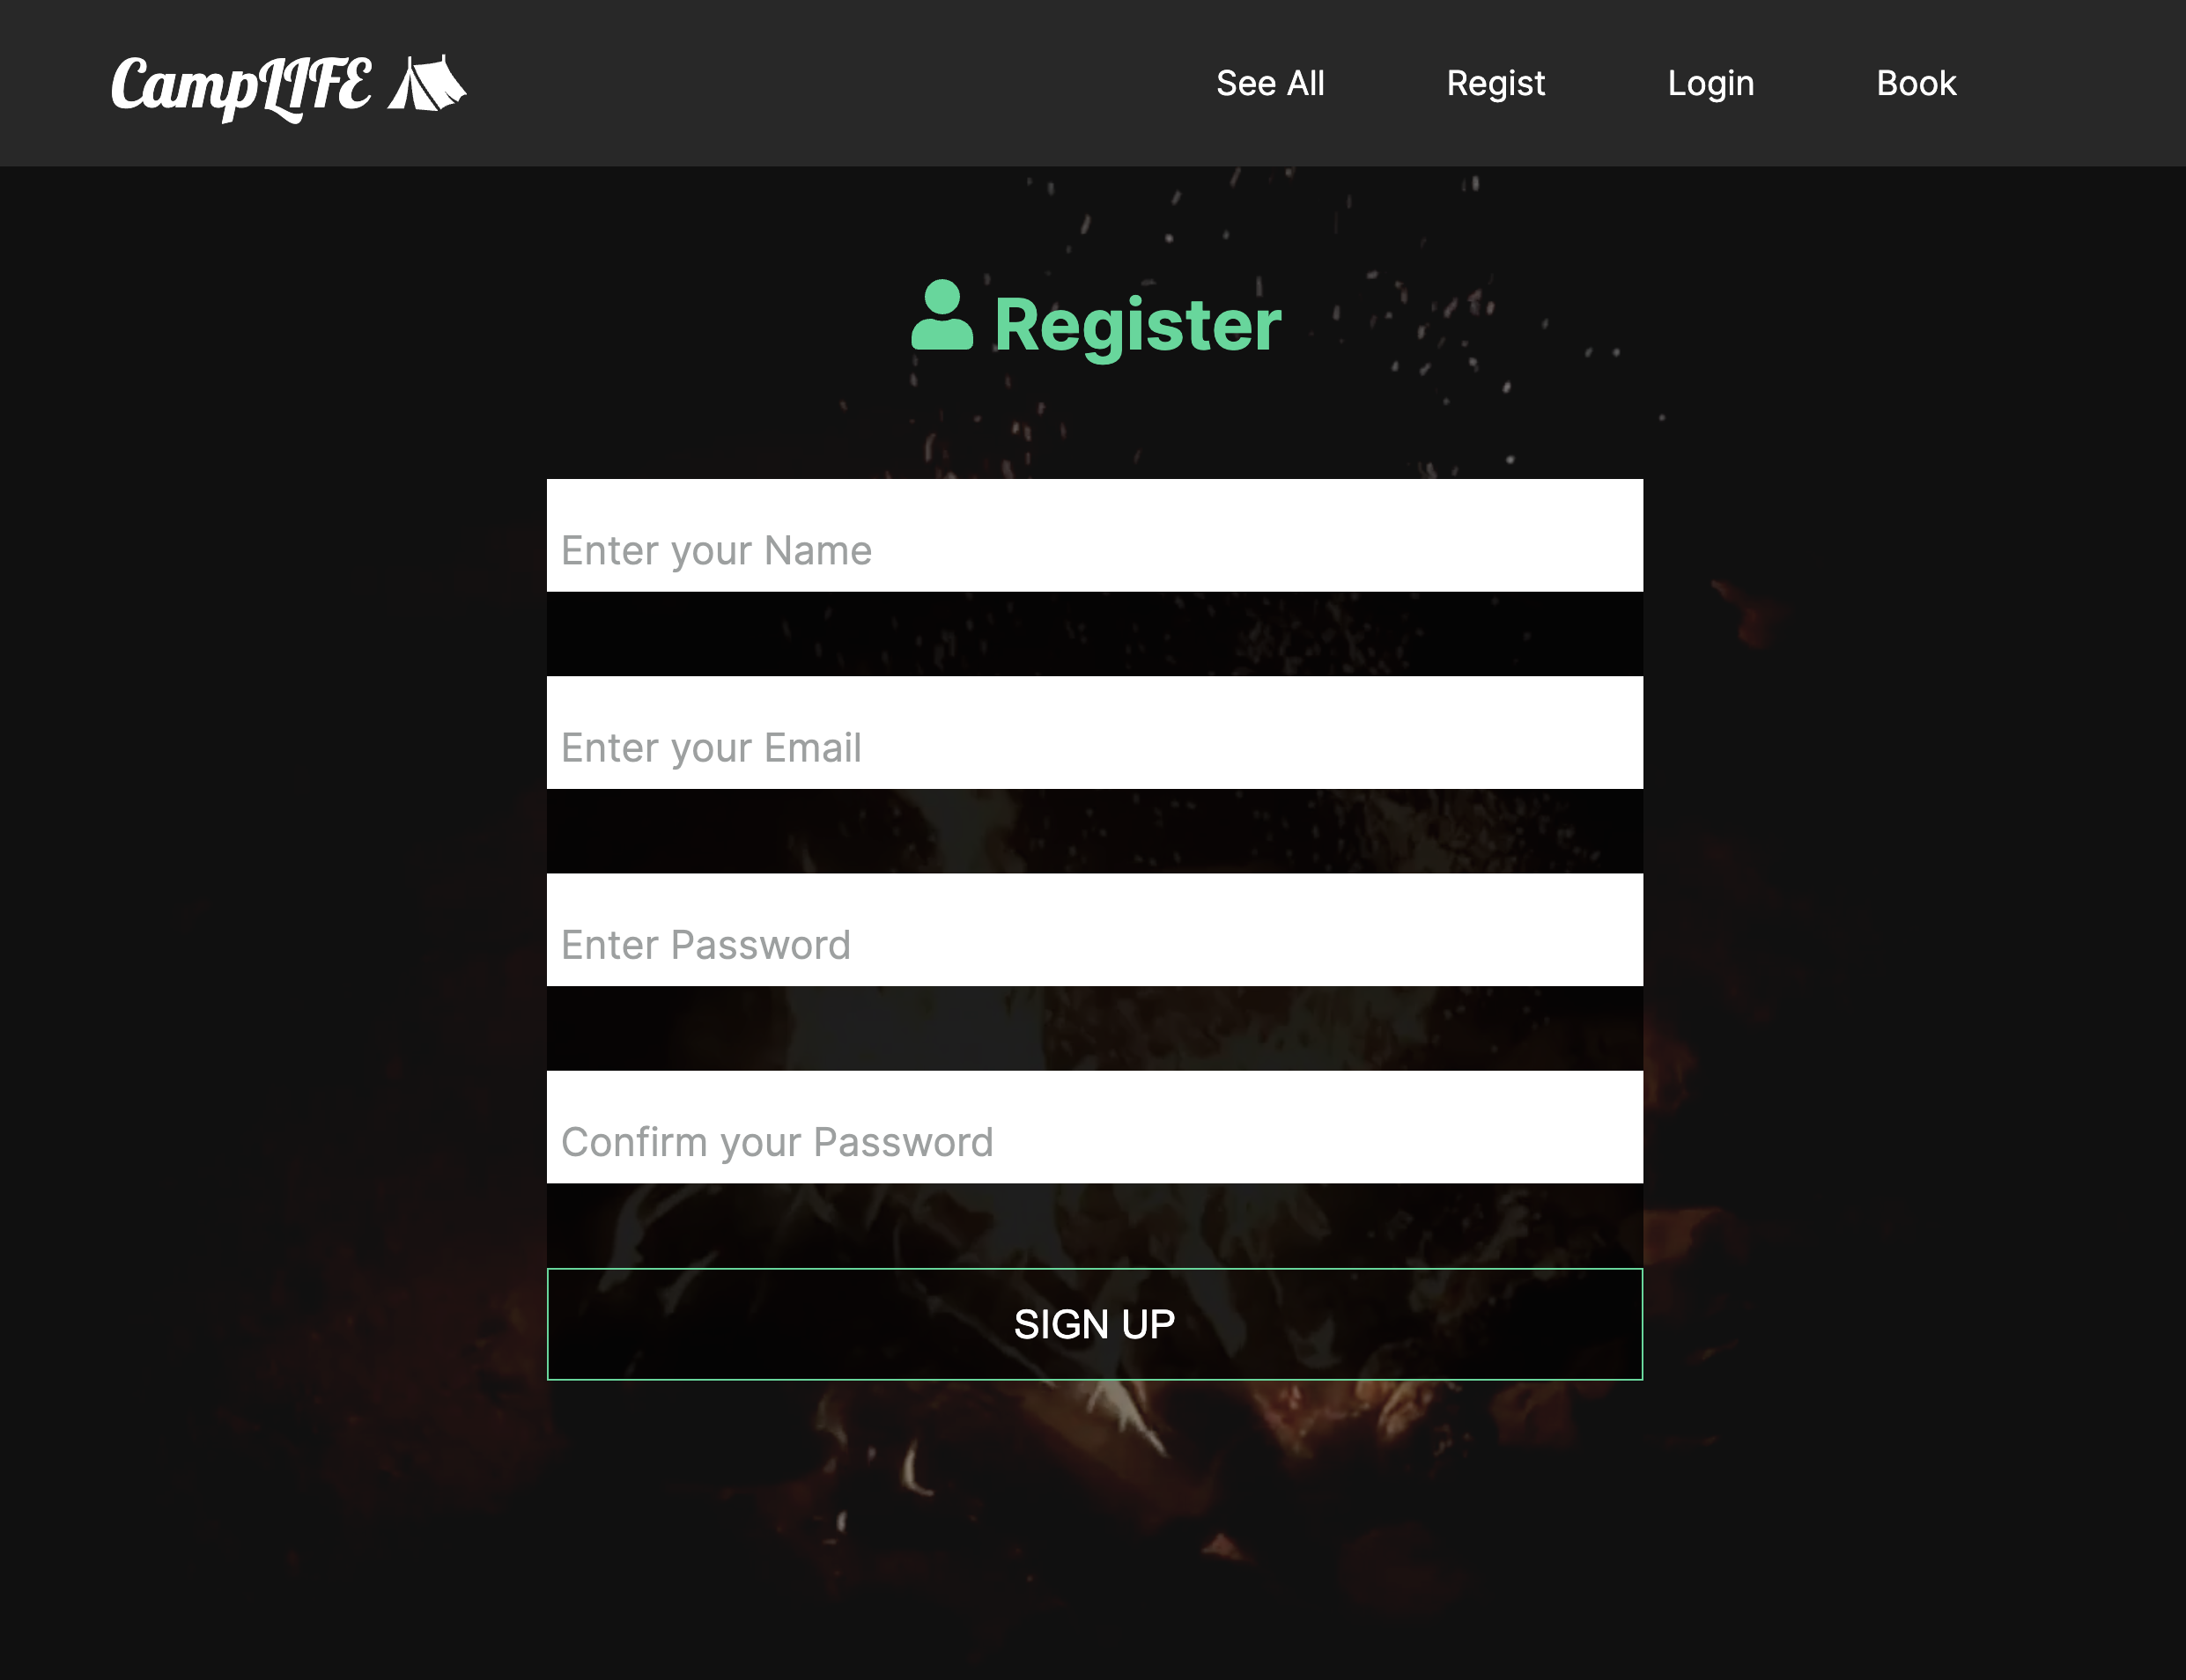 CampLIFE
See All Regist Login Book
Register
Enter your Name
Enter your Email
Enter Password
Confirm your Password
SIGN UP